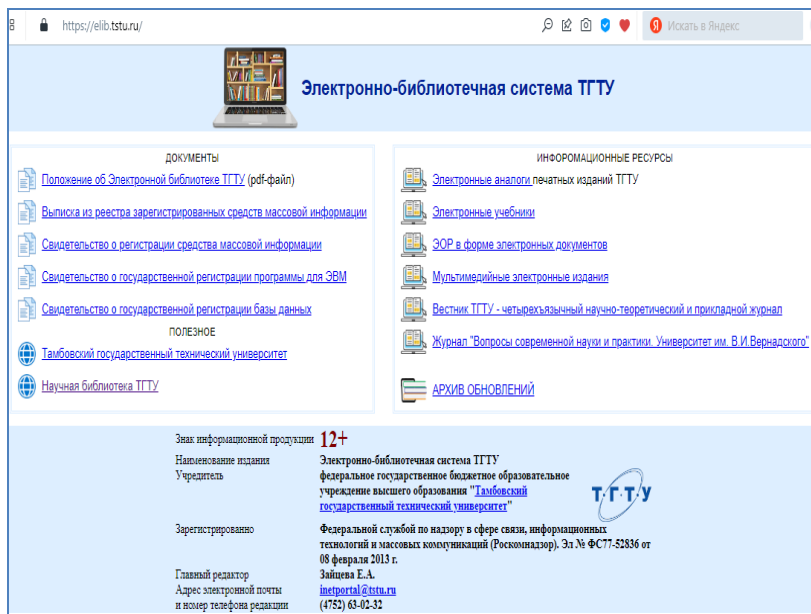 https://elib.tstu.ru/
Я Искать в Яндекс
Электронно-библиотечная система ТГТУ
ДОКУМЕНТЫ
Положение об Электронной библиотеке ТГТУ (pdf-файл)
Выписка из реестра зарегистрированных средств массовой информации
Свидетельство о регистрации средства массовой информации
Свидетельство о государственной регистрации программы для ЭВМ
Свидетельство о государственной регистрации базы данных
ПОЛЕЗНОЕ
Тамбовский государственный технический университет
Научная библиотека ТГТУ
ИНФОРОМАЦИОННЫЕ РЕСУРСЫ
Электронные аналоги печатных изданий ТГТУ
Электронные учебники
ЭОР в форме электронных документов
Мультимедийные электронные издания
Вестник ТГТУ - четырехъязычный научно-теоретический и прикладной журнал
Журнал "Вопросы современной науки и практики. Университет им. В.И.Вернадского"
АРХИВ ОБНОВЛЕНИЙ
Знак информационной продукции 12+
Наименование издания Электронно-библиотечная система ТГТУ
Учредитель федеральное государственное бюджетное образовательное
учреждение высшего образования "Тамбовский
государственный технический университет"
Т·Г·Т·У
Зарегистрированно Федеральной службой по надзору в сфере связи, информационных
технологий и массовых коммуникаций (Роскомнадзор). Эл № ФС77-52836 от
08 февраля 2013 г.
Главный редактор Зайцева Е.А.
Адрес электронной почты inetportal@tstu.ru
и номер телефона редакции (4752) 63-02-32